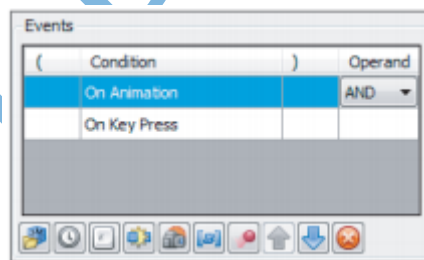 Events
( Condition ) Operand
On Animation AND
On Key Press